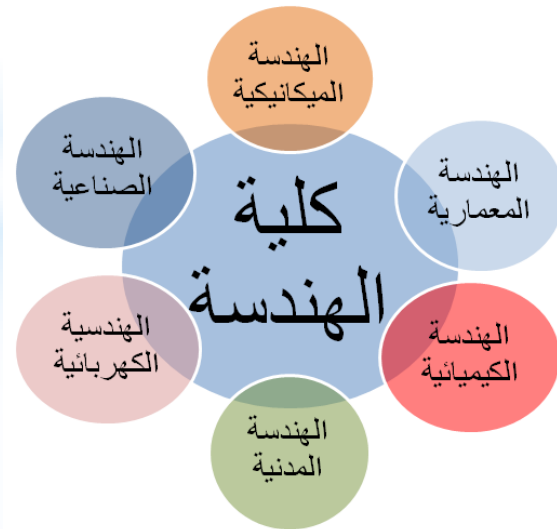 الهندسة
الميكانيكية
الهندسة
المعمارية
الهندسة
الصناعية
كلية
الهندسة
الهندسة
الكيميائية
الهندسية
الكهربائية
الهندسة
المدنية